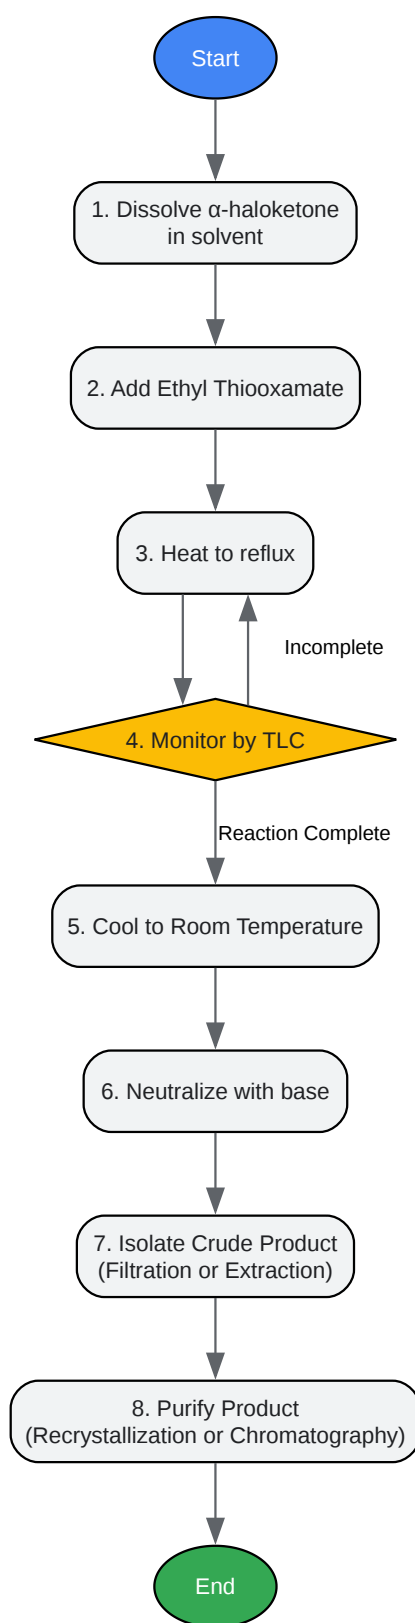 Start
1. Dissolve α-haloketone
in solvent
2. Add Ethyl Thiooxamate
3. Heat to reflux
Incomplete
4. Monitor by TLC
Reaction Complete
5. Cool to Room Temperature
6. Neutralize with base
7. Isolate Crude Product
(Filtration or Extraction)
8. Purify Product
(Recrystallization or Chromatography)
End